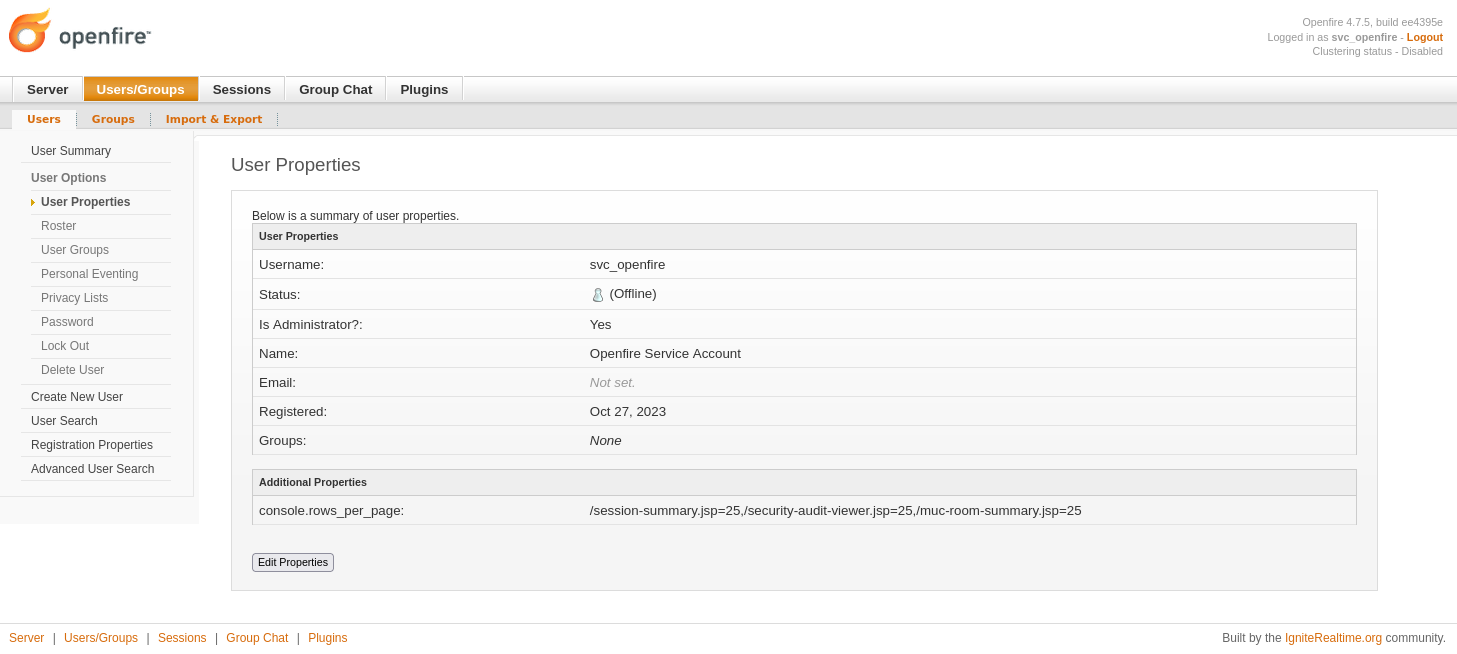 openfire™
Openfire 4.7.5, build ee4395e
Logged in as svc_openfire - Logout
Clustering status - Disabled
Server Users/Groups Sessions Group Chat Plugins
Users Groups Import & Export
User Summary
User Options
User Properties
Roster
User Groups
Personal Eventing
Privacy Lists
Password
Lock Out
Delete User
Create New User
User Search
Registration Properties
Advanced User Search
User Properties
Below is a summary of user properties.
User Properties
Username: svc_openfire
Status: (Offline)
Is Administrator?: Yes
Name: Openfire Service Account
Email: Not set.
Registered: Oct 27, 2023
Groups: None
Additional Properties
console.rows_per_page: /session-summary.jsp=25,/security-audit-viewer.jsp=25,/muc-room-summary.jsp=25
Edit Properties
Server | Users/Groups | Sessions | Group Chat | Plugins
Built by the IgniteRealtime.org community.